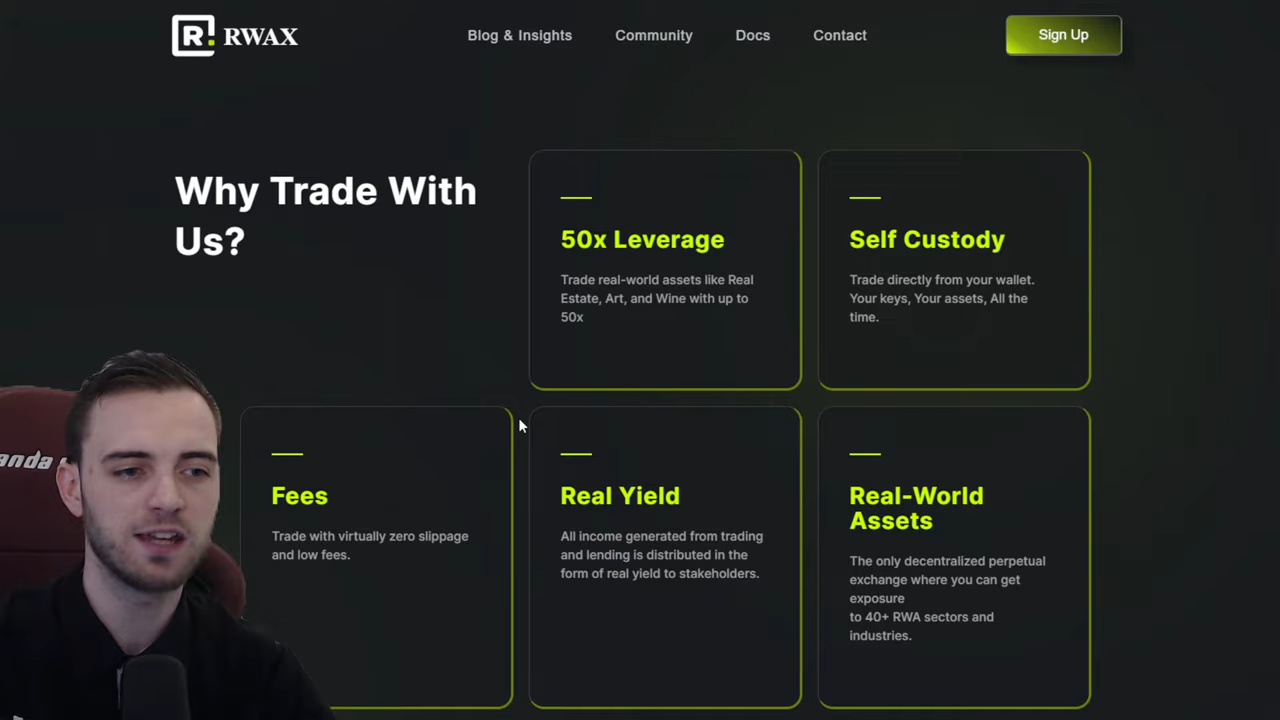 R. RWAX
Blog & Insights
Community
Docs
Contact
Sign Up
Why Trade With
Us?
50x Leverage
Trade real-world assets like Real
Estate, Art, and Wine with up to
50x
Self Custody
Trade directly from your wallet.
Your keys, Your assets, All the
time.
Fees
Trade with virtually zero slippage
and low fees.
Real Yield
All income generated from trading
and lending is distributed in the
form of real yield to stakeholders.
Real-World
Assets
The only decentralized perpetual
exchange where you can get
exposure
to 40+ RWA sectors and
industries.